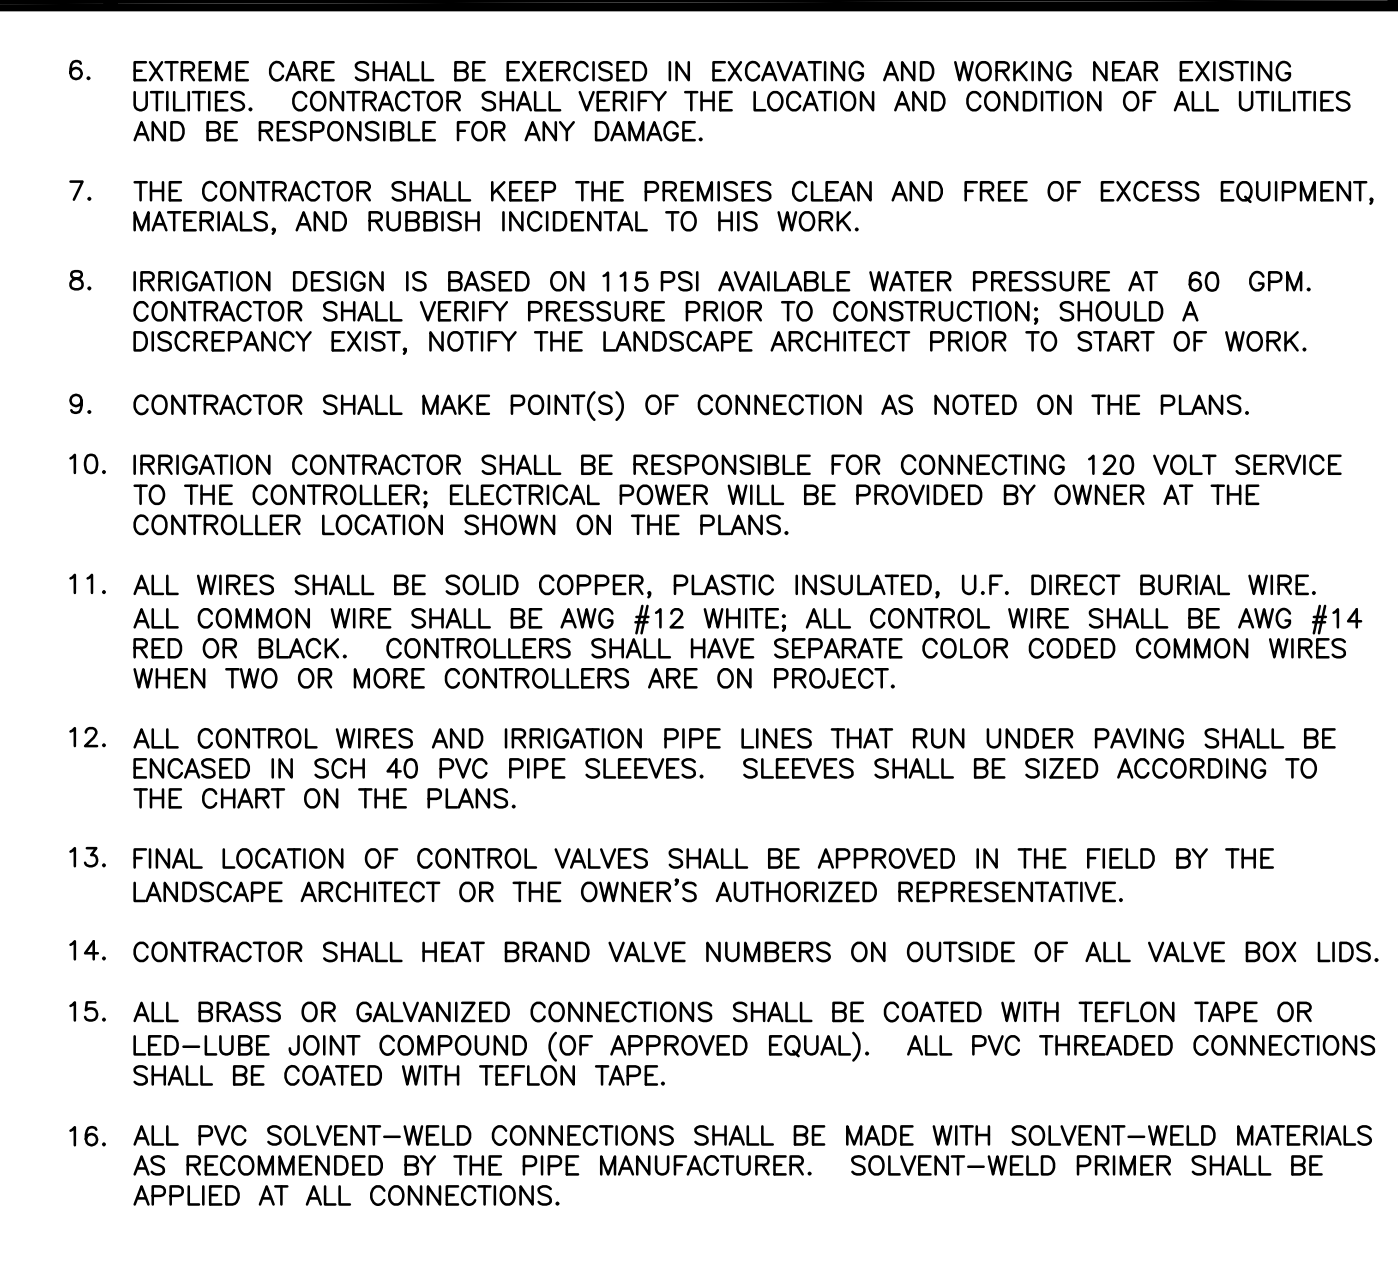 6. EXTREME CARE SHALL BE EXERCISED IN EXCAVATING AND WORKING NEAR EXISTING
UTILITIES. CONTRACTOR SHALL VERIFY THE LOCATION AND CONDITION OF ALL UTILITIES
AND BE RESPONSIBLE FOR ANY DAMAGE.
7. THE CONTRACTOR SHALL KEEP THE PREMISES CLEAN AND FREE OF EXCESS EQUIPMENT,
MATERIALS, AND RUBBISH INCIDENTAL TO HIS WORK.
8. IRRIGATION DESIGN IS BASED ON 115 PSI AVAILABLE WATER PRESSURE AT 60 GPM.
CONTRACTOR SHALL VERIFY PRESSURE PRIOR TO CONSTRUCTION; SHOULD A
DISCREPANCY EXIST, NOTIFY THE LANDSCAPE ARCHITECT PRIOR TO START OF WORK.
9. CONTRACTOR SHALL MAKE POINT(S) OF CONNECTION AS NOTED ON THE PLANS.
10. IRRIGATION CONTRACTOR SHALL BE RESPONSIBLE FOR CONNECTING 120 VOLT SERVICE
TO THE CONTROLLER; ELECTRICAL POWER WILL BE PROVIDED BY OWNER AT THE
CONTROLLER LOCATION SHOWN ON THE PLANS.
11. ALL WIRES SHALL BE SOLID COPPER, PLASTIC INSULATED, U.F. DIRECT BURIAL WIRE.
ALL COMMON WIRE SHALL BE AWG #12 WHITE; ALL CONTROL WIRE SHALL BE AWG #14
RED OR BLACK. CONTROLLERS SHALL HAVE SEPARATE COLOR CODED COMMON WIRES
WHEN TWO OR MORE CONTROLLERS ARE ON PROJECT.
12. ALL CONTROL WIRES AND IRRIGATION PIPE LINES THAT RUN UNDER PAVING SHALL BE
ENCASED IN SCH 40 PVC PIPE SLEEVES. SLEEVES SHALL BE SIZED ACCORDING TO
THE CHART ON THE PLANS.
13. FINAL LOCATION OF CONTROL VALVES SHALL BE APPROVED IN THE FIELD BY THE
LANDSCAPE ARCHITECT OR THE OWNER'S AUTHORIZED REPRESENTATIVE.
14. CONTRACTOR SHALL HEAT BRAND VALVE NUMBERS ON OUTSIDE OF ALL VALVE BOX LIDS.
15. ALL BRASS OR GALVANIZED CONNECTIONS SHALL BE COATED WITH TEFLON TAPE OR
LED–LUBE JOINT COMPOUND (OF APPROVED EQUAL). ALL PVC THREADED CONNECTIONS
SHALL BE COATED WITH TEFLON TAPE.
16. ALL PVC SOLVENT–WELD CONNECTIONS SHALL BE MADE WITH SOLVENT–WELD MATERIALS
AS RECOMMENDED BY THE PIPE MANUFACTURER. SOLVENT–WELD PRIMER SHALL BE
APPLIED AT ALL CONNECTIONS.